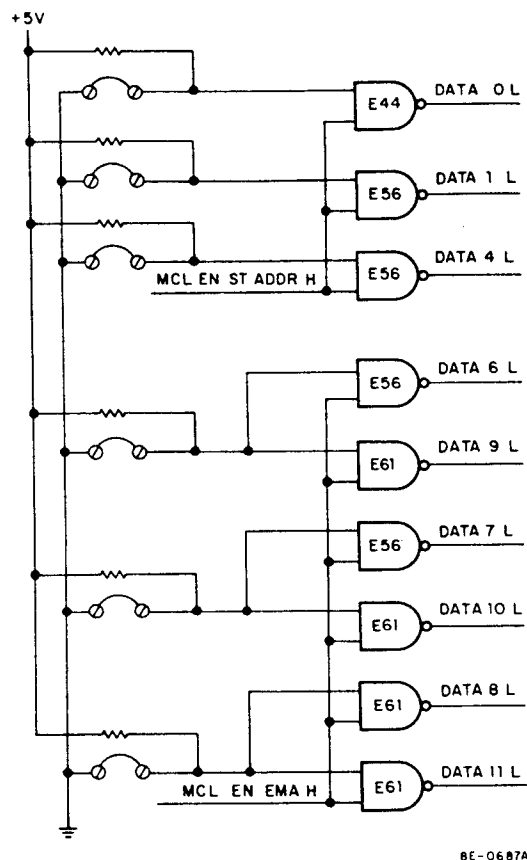 +5V
E44
DATA 0 L
E56
DATA 1 L
E56
DATA 4 L
MCL EN ST ADDR H
E56
DATA 6 L
E61
DATA 9 L
E56
DATA 7 L
E61
DATA 10 L
E61
DATA 8 L
E61
DATA 11 L
MCL EN EMA H
8E-0687A